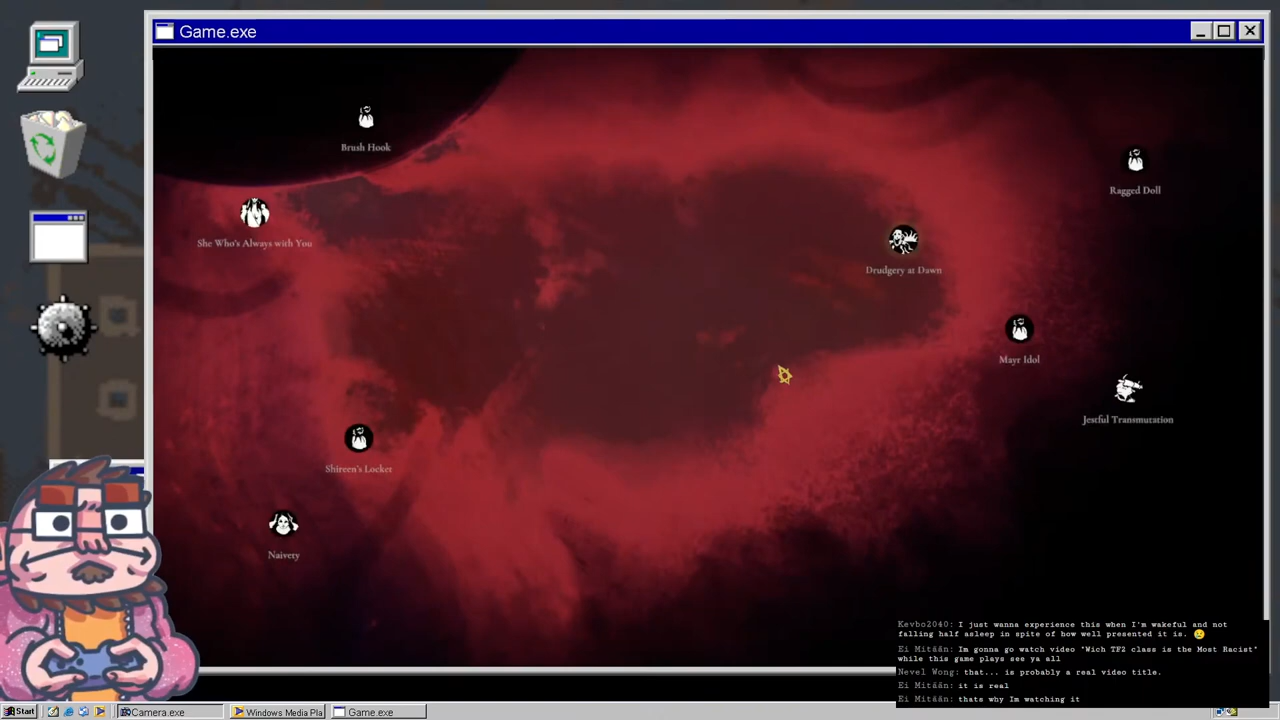 Game.exe
Brush Hook
Ragged Doll
She Who's Always with You
Drudgery at Dawn
Mayr Idol
Jestful Transmutation
Shireen's Locket
Naivety
Kevbo2040: I just wanna experience this when I'm wakeful and not
falling half asleep in spite of how well presented it is.
Ei Mitään: Im gonna go watch video "Wich TF2 class is the Most Racist"
while this game plays see ya all
Nevel Wong: that... is probably a real video title.
Ei Mitään: it is real
Ei Mitään: thats why Im watching it
Start
Camera.exe
Windows Media Pla
Game.exe